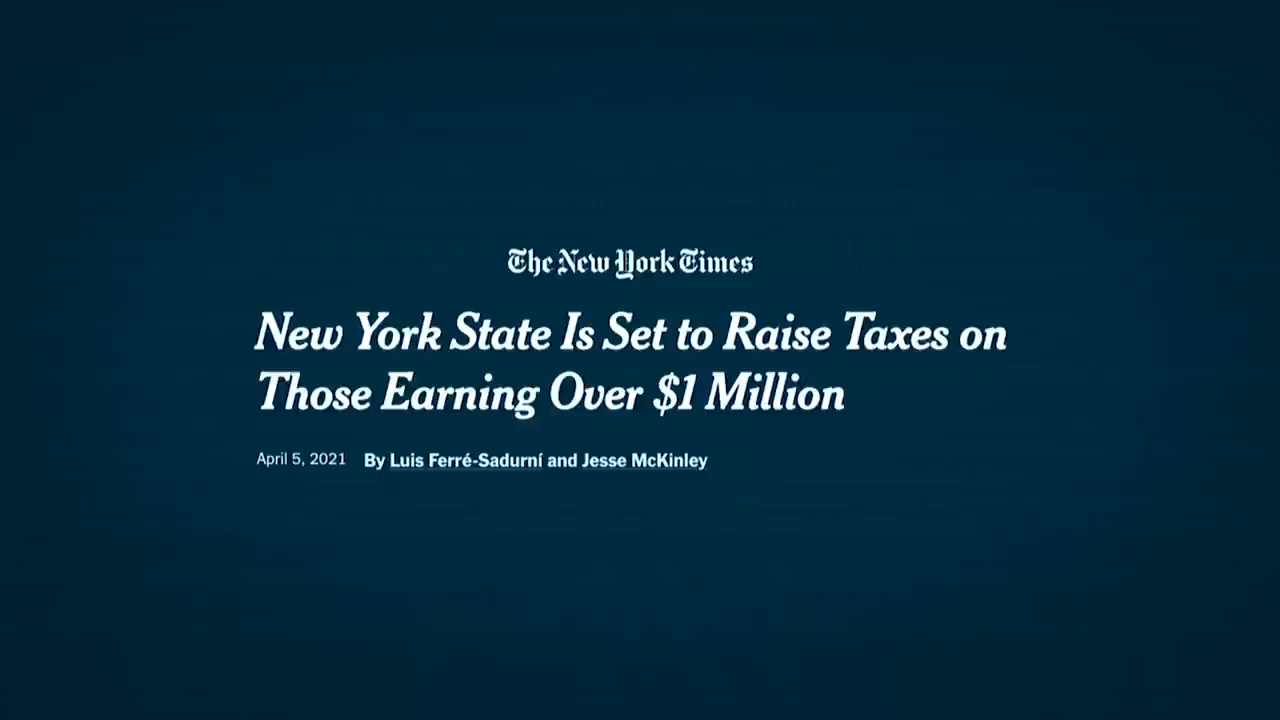 The New York Times
New York State Is Set to Raise Taxes on
Those Earning Over $1 Million
April 5, 2021 By Luis Ferré-Sadurní and Jesse McKinley